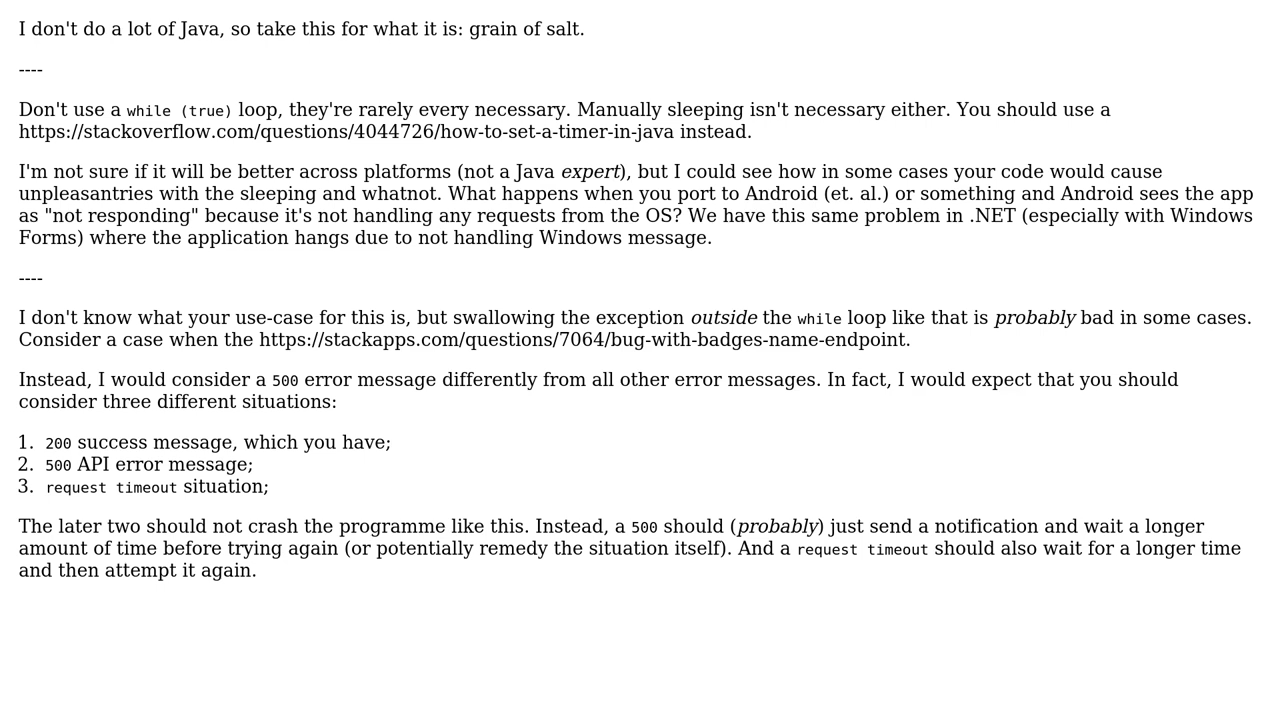 I don't do a lot of Java, so take this for what it is: grain of salt.
----
Don't use a while (true) loop, they're rarely every necessary. Manually sleeping isn't necessary either. You should use a
https://stackoverflow.com/questions/4044726/how-to-set-a-timer-in-java instead.
I'm not sure if it will be better across platforms (not a Java expert), but I could see how in some cases your code would cause
unpleasantries with the sleeping and whatnot. What happens when you port to Android (et. al.) or something and Android sees the app
as "not responding" because it's not handling any requests from the OS? We have this same problem in .NET (especially with Windows
Forms) where the application hangs due to not handling Windows message.
----
I don't know what your use-case for this is, but swallowing the exception outside the while loop like that is probably bad in some cases.
Consider a case when the https://stackapps.com/questions/7064/bug-with-badges-name-endpoint.
Instead, I would consider a 500 error message differently from all other error messages. In fact, I would expect that you should
consider three different situations:
1. 200 success message, which you have;
2. 500 API error message;
3. request timeout situation;
The later two should not crash the programme like this. Instead, a 500 should (probably) just send a notification and wait a longer
amount of time before trying again (or potentially remedy the situation itself). And a request timeout should also wait for a longer time
and then attempt it again.